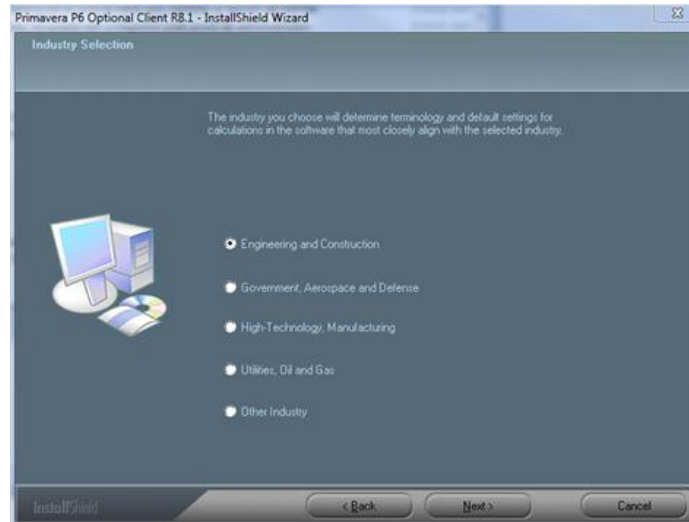 Primavera P6 Optional Client R8.1 - InstallShield Wizard
Industry Selection
The industry you choose will determine terminology and default settings for
calculations in the software that most closely align with the selected industry.
Engineering and Construction
Government, Aerospace and Defense
High-Technology, Manufacturing
Utilities, Oil and Gas
Other Industry
InstallShield
< Back
Next >
Cancel